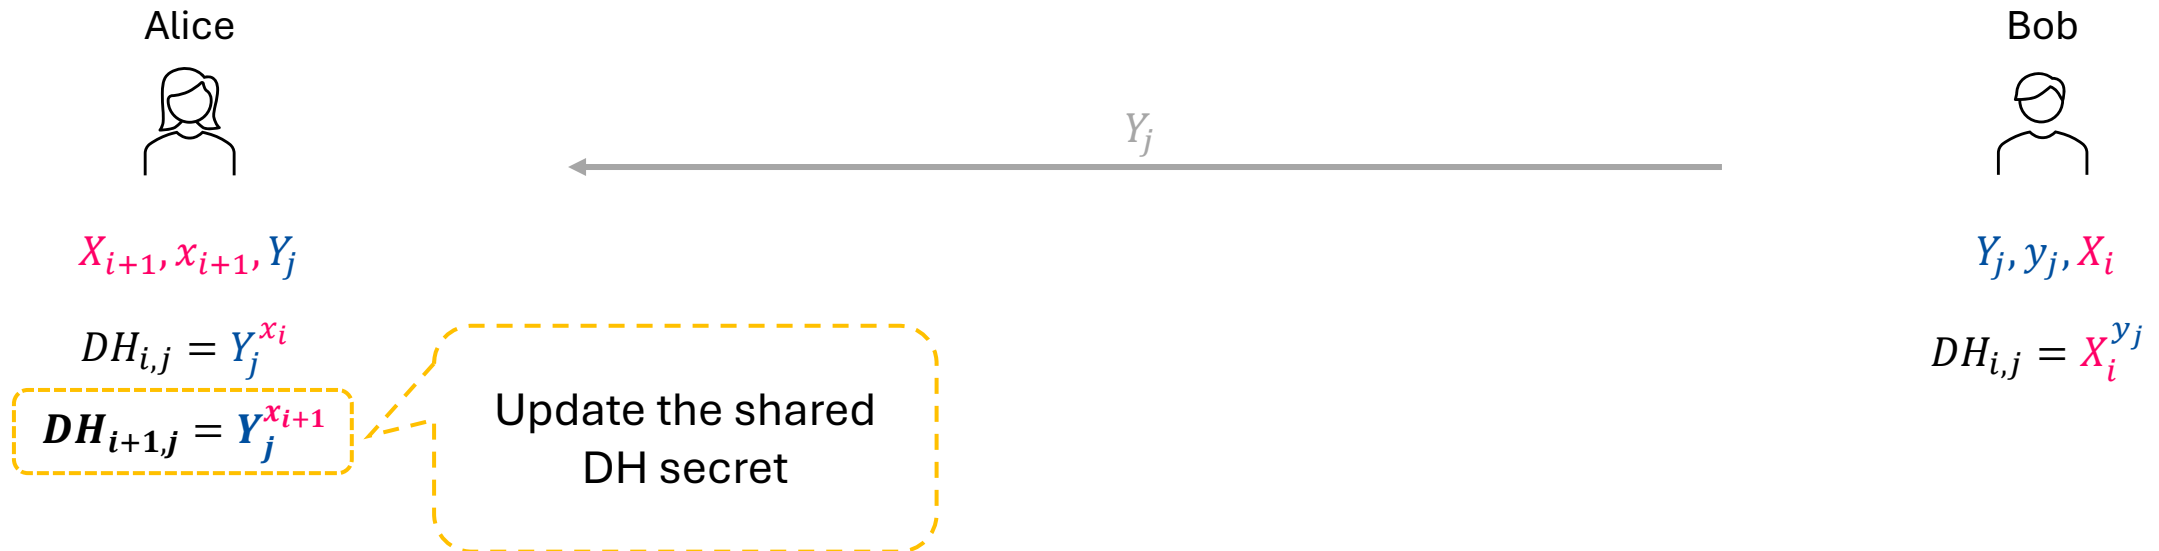 Alice
Bob
Y_j
X_{i+1}, x_{i+1}, Y_j
Y_j, y_j, X_i
DH_{i,j} = Y_j^{x_i}
DH_{i,j} = X_i^{y_j}
DH_{i+1,j} = Y_j^{x_{i+1}}
Update the shared
DH secret